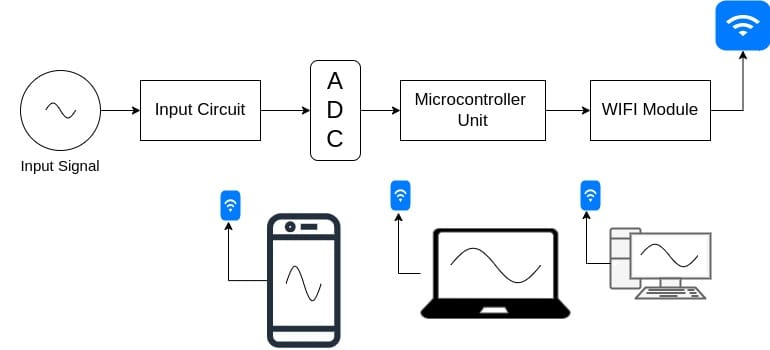 Input Signal
Input Circuit
A
D
C
Microcontroller
Unit
WIFI Module